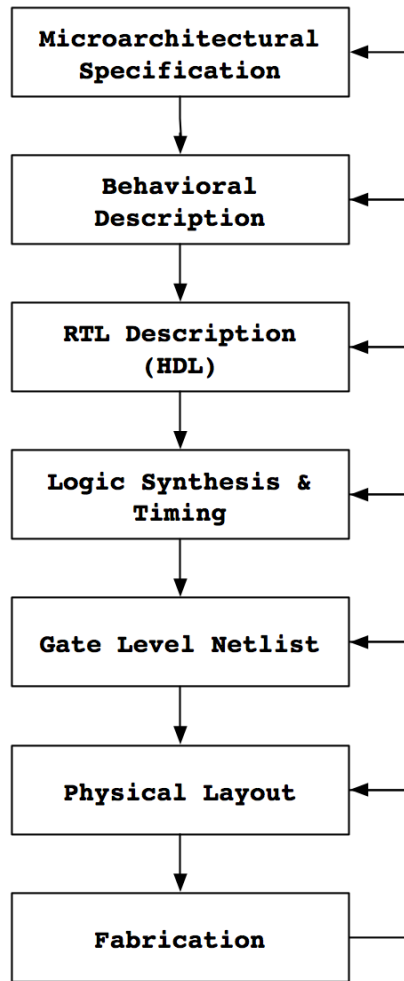 Microarchitectural
Specification
Behavioral
Description
RTL Description
(HDL)
Logic Synthesis &
Timing
Gate Level Netlist
Physical Layout
Fabrication